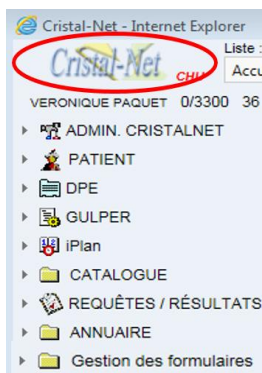 Cristal-Net - Internet Explorer
Cristal-Net
Liste :
Accu
VERONIQUE PAQUET 0/3300 36
ADMIN. CRISTALNET
PATIENT
DPE
GULPER
iPlan
CATALOGUE
REQUÊTES / RÉSULTATS
ANNUAIRE
Gestion des formulaires